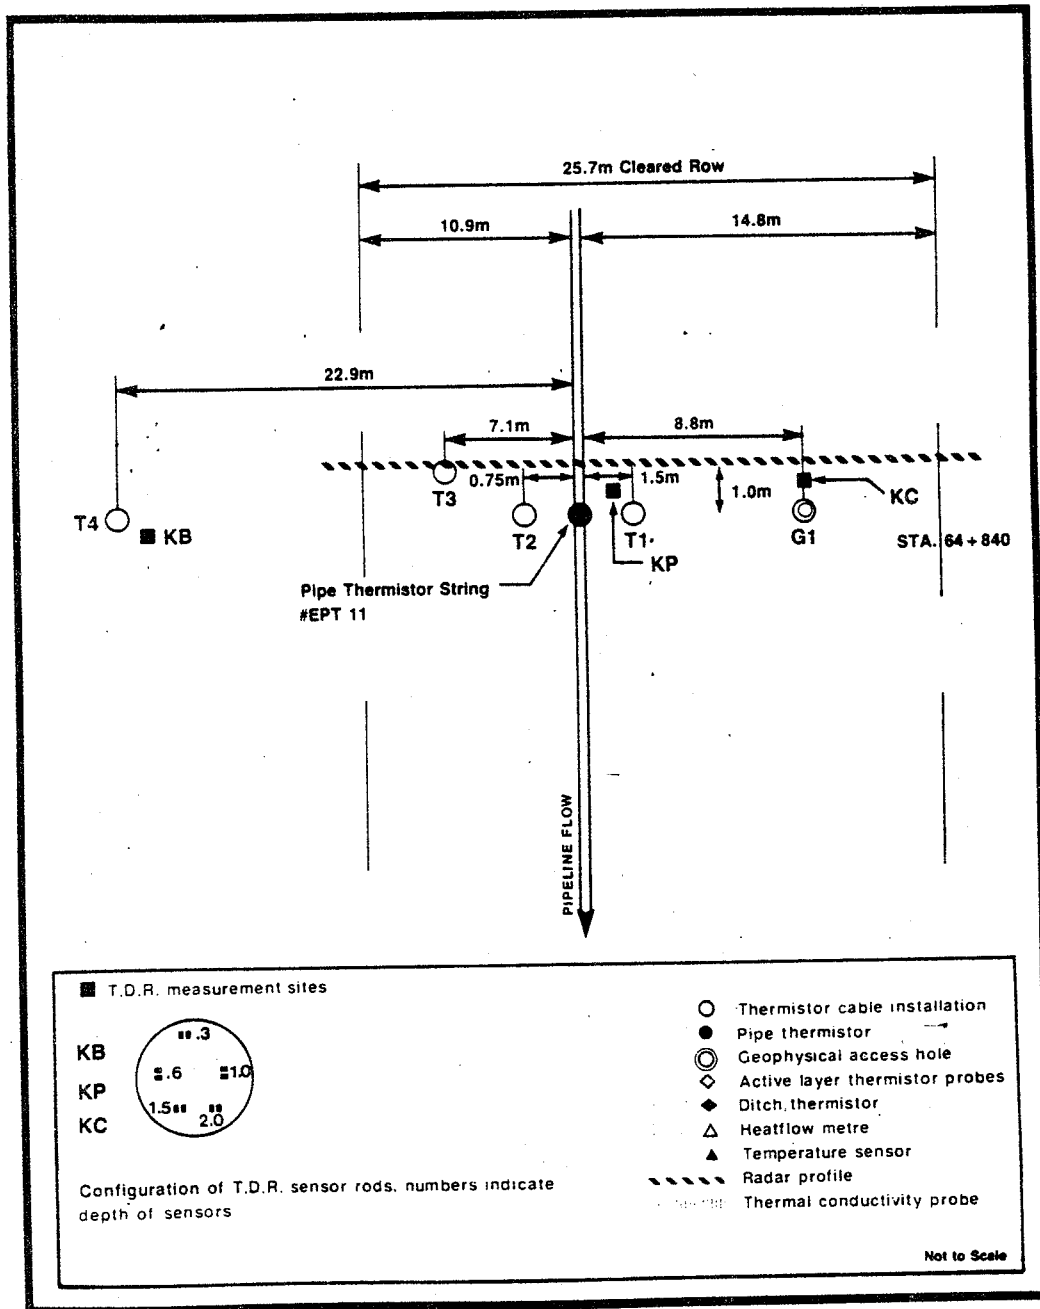 25.7m Cleared Row
10.9m
14.8m
22.9m
7.1m
8.8m
0.75m
1.5m
1.0m
T3
KC
T4
KB
T2
T1
KP
G1
STA. 64+840
Pipe Thermistor String
#EPT 11
PIPELINE FLOW
T.D.R. measurement sites
KB
KP
KC
.3
.6
1.0
1.5
2.0
Configuration of T.D.R. sensor rods, numbers indicate
depth of sensors
Thermistor cable installation
Pipe thermistor
Geophysical access hole
Active layer thermistor probes
Ditch thermistor
Heatflow metre
Temperature sensor
Radar profile
Thermal conductivity probe
Not to Scale